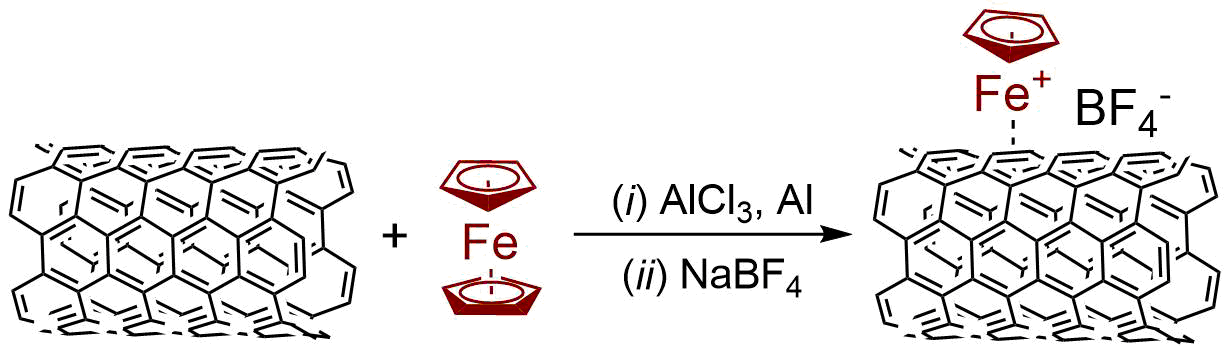 Fe⁺ BF₄⁻
+ Fe (i) AlCl₃, Al
(ii) NaBF₄